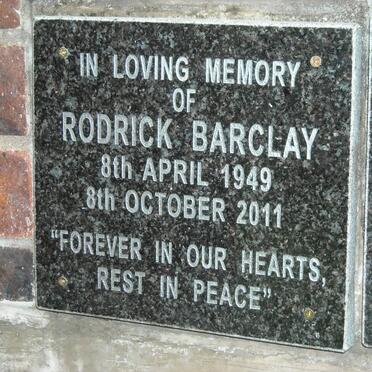 IN LOVING MEMORY
OF
RODRICK BARCLAY
8th APRIL 1949
8th OCTOBER 2011
"FOREVER IN OUR HEARTS,
REST IN PEACE"